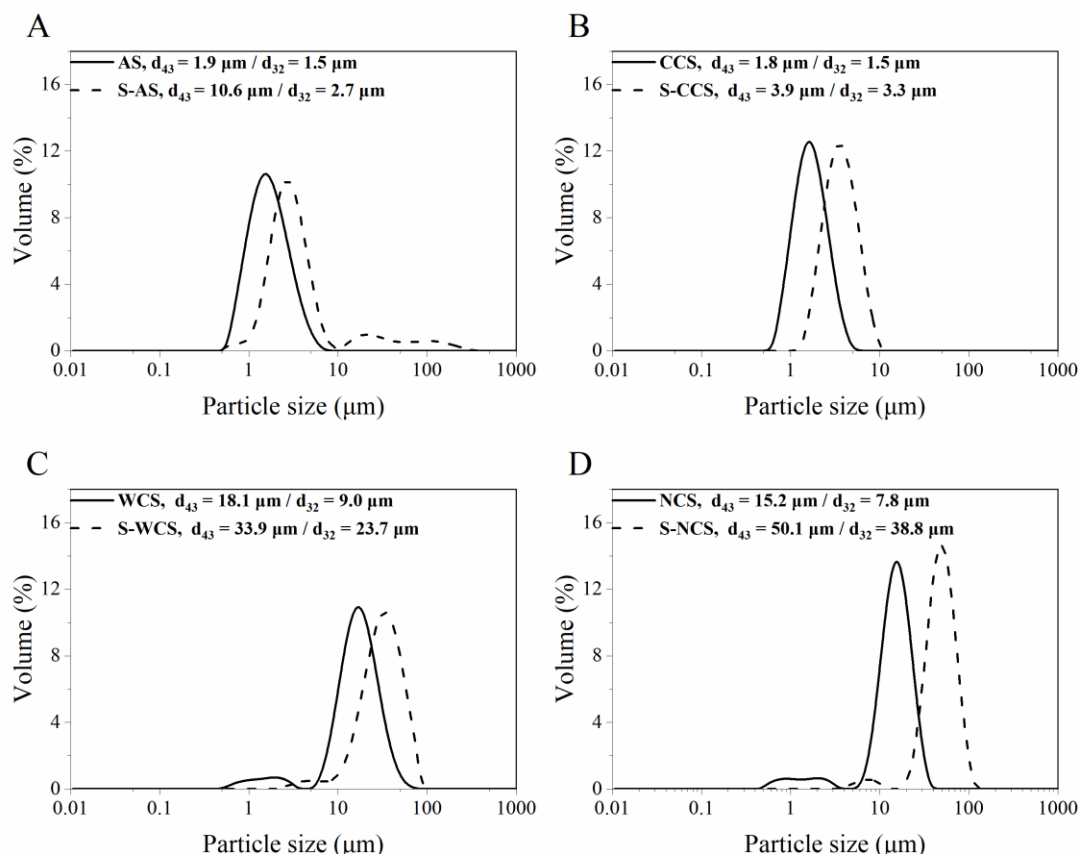 A
AS, d43 = 1.9 μm / d32 = 1.5 μm
S-AS, d43 = 10.6 μm / d32 = 2.7 μm
16
12
8
4
0
Volume (%)
0.01 0.1 1 10 100 1000
Particle size (μm)
B
CCS, d43 = 1.8 μm / d32 = 1.5 μm
S-CCS, d43 = 3.9 μm / d32 = 3.3 μm
16
12
8
4
0
Volume (%)
0.01 0.1 1 10 100 1000
Particle size (μm)
C
WCS, d43 = 18.1 μm / d32 = 9.0 μm
S-WCS, d43 = 33.9 μm / d32 = 23.7 μm
16
12
8
4
0
Volume (%)
0.01 0.1 1 10 100 1000
Particle size (μm)
D
NCS, d43 = 15.2 μm / d32 = 7.8 μm
S-NCS, d43 = 50.1 μm / d32 = 38.8 μm
16
12
8
4
0
Volume (%)
0.01 0.1 1 10 100 1000
Particle size (μm)